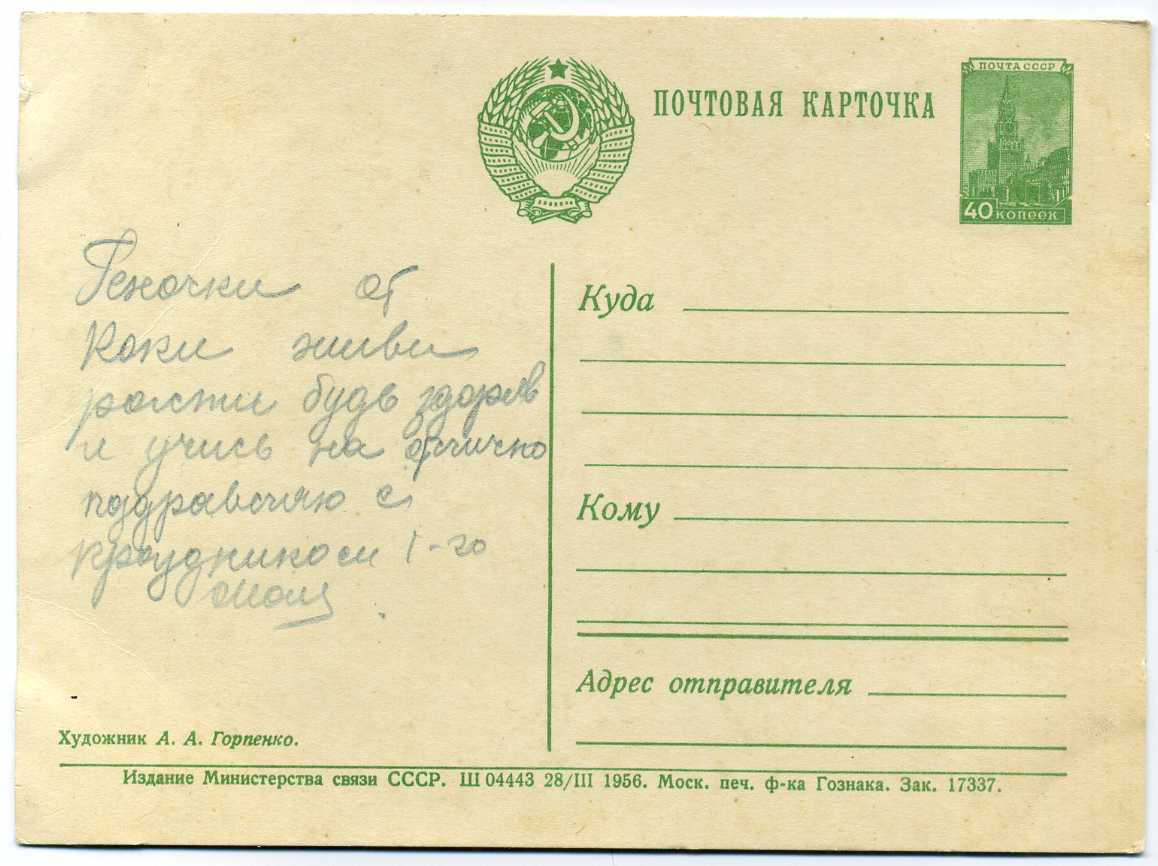 ПОЧТОВАЯ КАРТОЧКА
ПОЧТА СССР
40 КОПЕЕК
Геночки от
Коки живи
расти будь здоров
и учись на отлично
поздравляю с
праздником 1-го
Мая
Куда
Кому
Адрес отправителя
Художник А. А. Горпенко.
Издание Министерства связи СССР. Ш 04443 28/III 1956. Моск. печ. ф-ка Гознака. Зак. 17337.